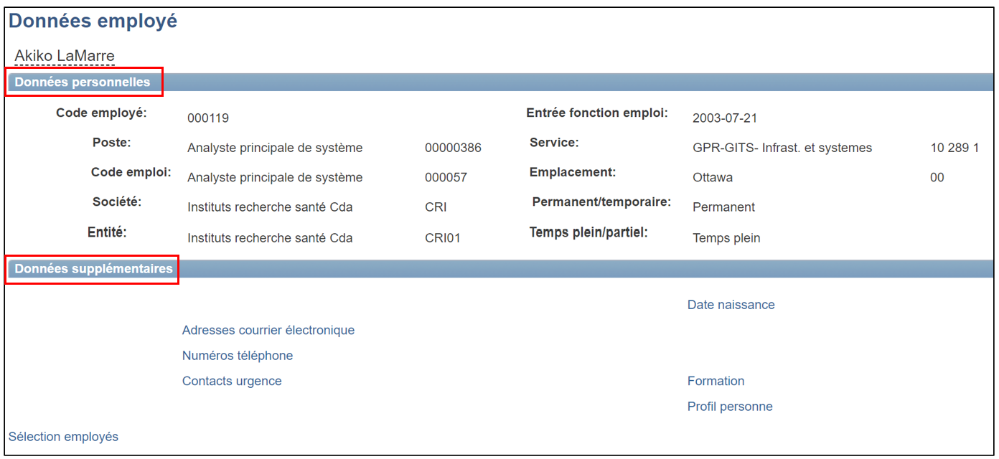 Données employé
Akiko LaMarre
Données personnelles
Code employé: 000119 Entrée fonction emploi: 2003-07-21
Poste: Analyste principale de système 00000386 Service: GPR-GITS- Infrast. et systemes 10 289 1
Code emploi: Analyste principale de système 000057 Emplacement: Ottawa 00
Société: Instituts recherche santé Cda CRI Permanent/temporaire: Permanent
Entité: Instituts recherche santé Cda CRI01 Temps plein/partiel: Temps plein
Données supplémentaires
Date naissance
Adresses courrier électronique
Numéros téléphone
Contacts urgence Formation
Profil personne
Sélection employés